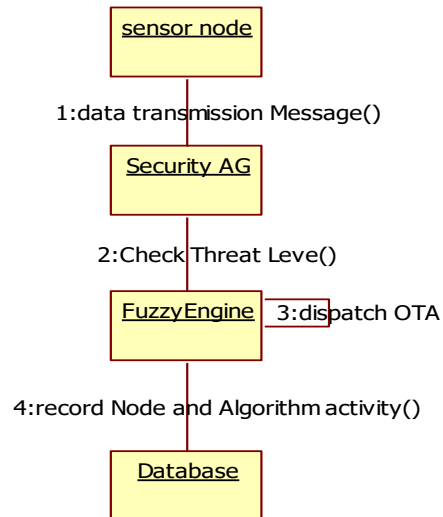 sensor node
1:data transmission Message()
Security AG
2:Check Threat Leve()
FuzzyEngine
3:dispatch OTA
4:record Node and Algorithm activity()
Database